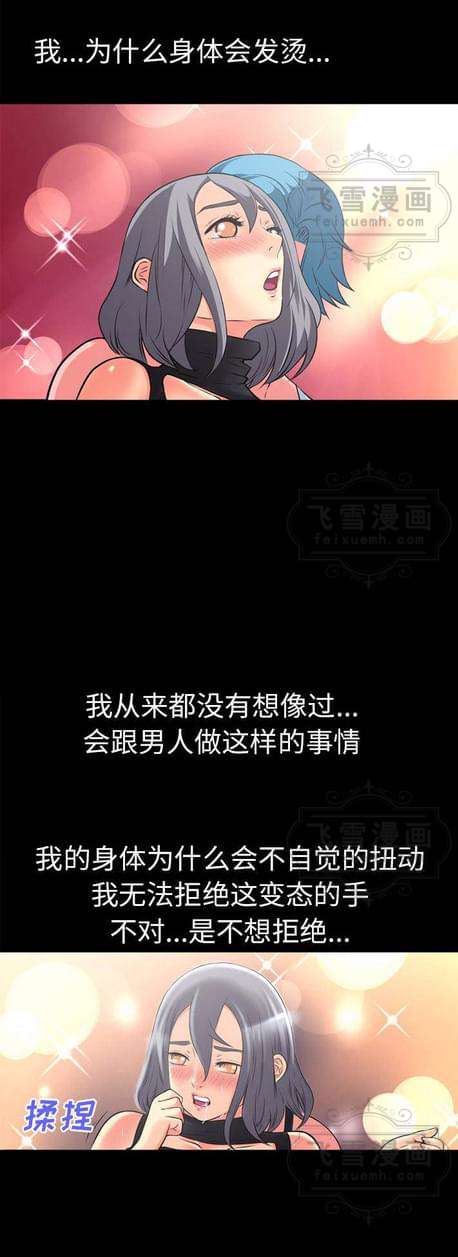 我...为什么身体会发烫...
飞雪漫画
feixuemh.com
飞雪漫画
feixuemh.com
我从来都没有想像过...
会跟男人做这样的事情
飞雪漫画
feixuemh.com
我的身体为什么会不自觉的扭动
我无法拒绝这变态的手
不对...是不想拒绝...
揉捏
飞雪漫画
feixuemh.com